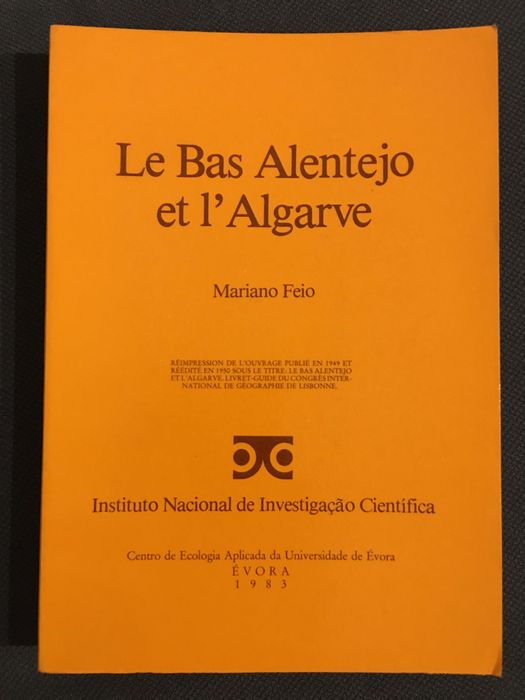 Le Bas Alentejo
et l'Algarve
Mariano Feio
RÉIMPRESSION DE L'OUVRAGE PUBLIÉ EN 1949 ET
RÉÉDITÉ EN 1950 SOUS LE TITRE: LE BAS ALENTEJO
ET L'ALGARVE. LIVRET-GUIDE DU CONGRÈS INTER-
NATIONAL DE GÉOGRAPHIE DE LISBONNE.
Instituto Nacional de Investigação Científica
Centro de Ecologia Aplicada da Universidade de Évora
ÉVORA
1983